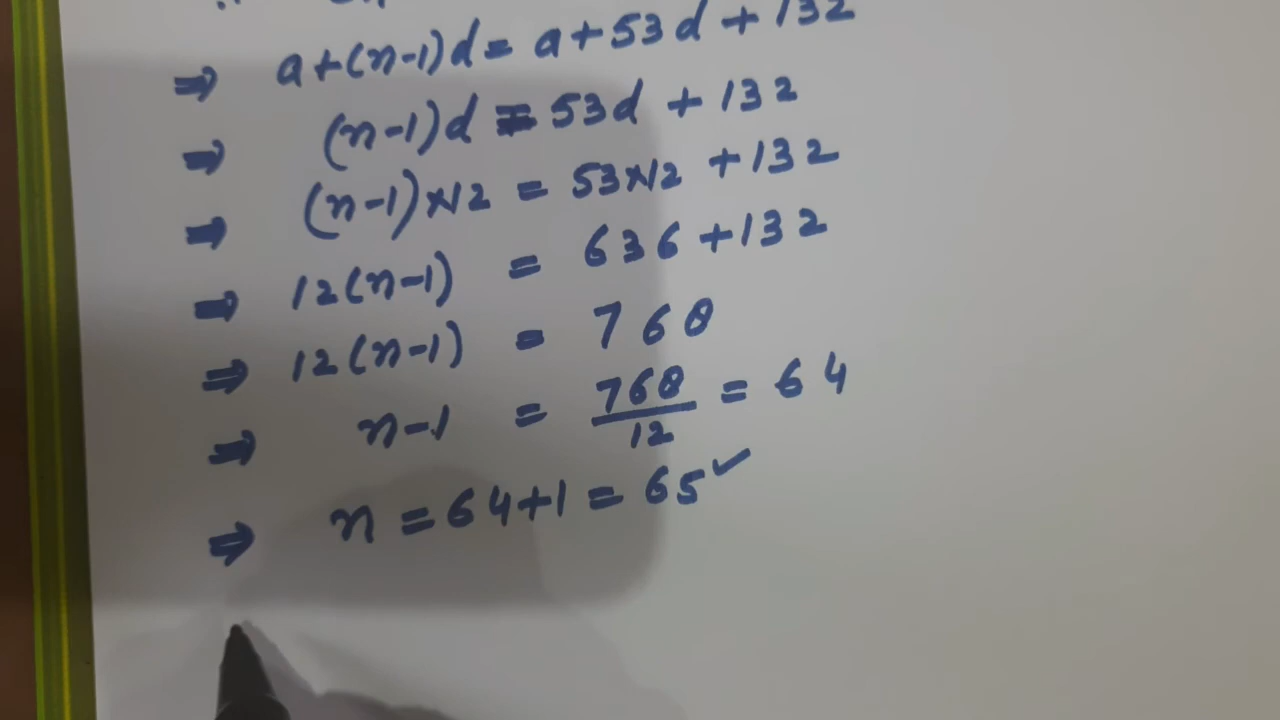 ⇒ a+(n-1)d = a+53d+132
⇒ (n-1)d = 53d + 132
⇒ (n-1)×12 = 53×12 + 132
⇒ 12(n-1) = 636+132
⇒ 12(n-1) = 768
⇒ n-1 = 768/12 = 64
⇒ n = 64+1 = 65 ✓